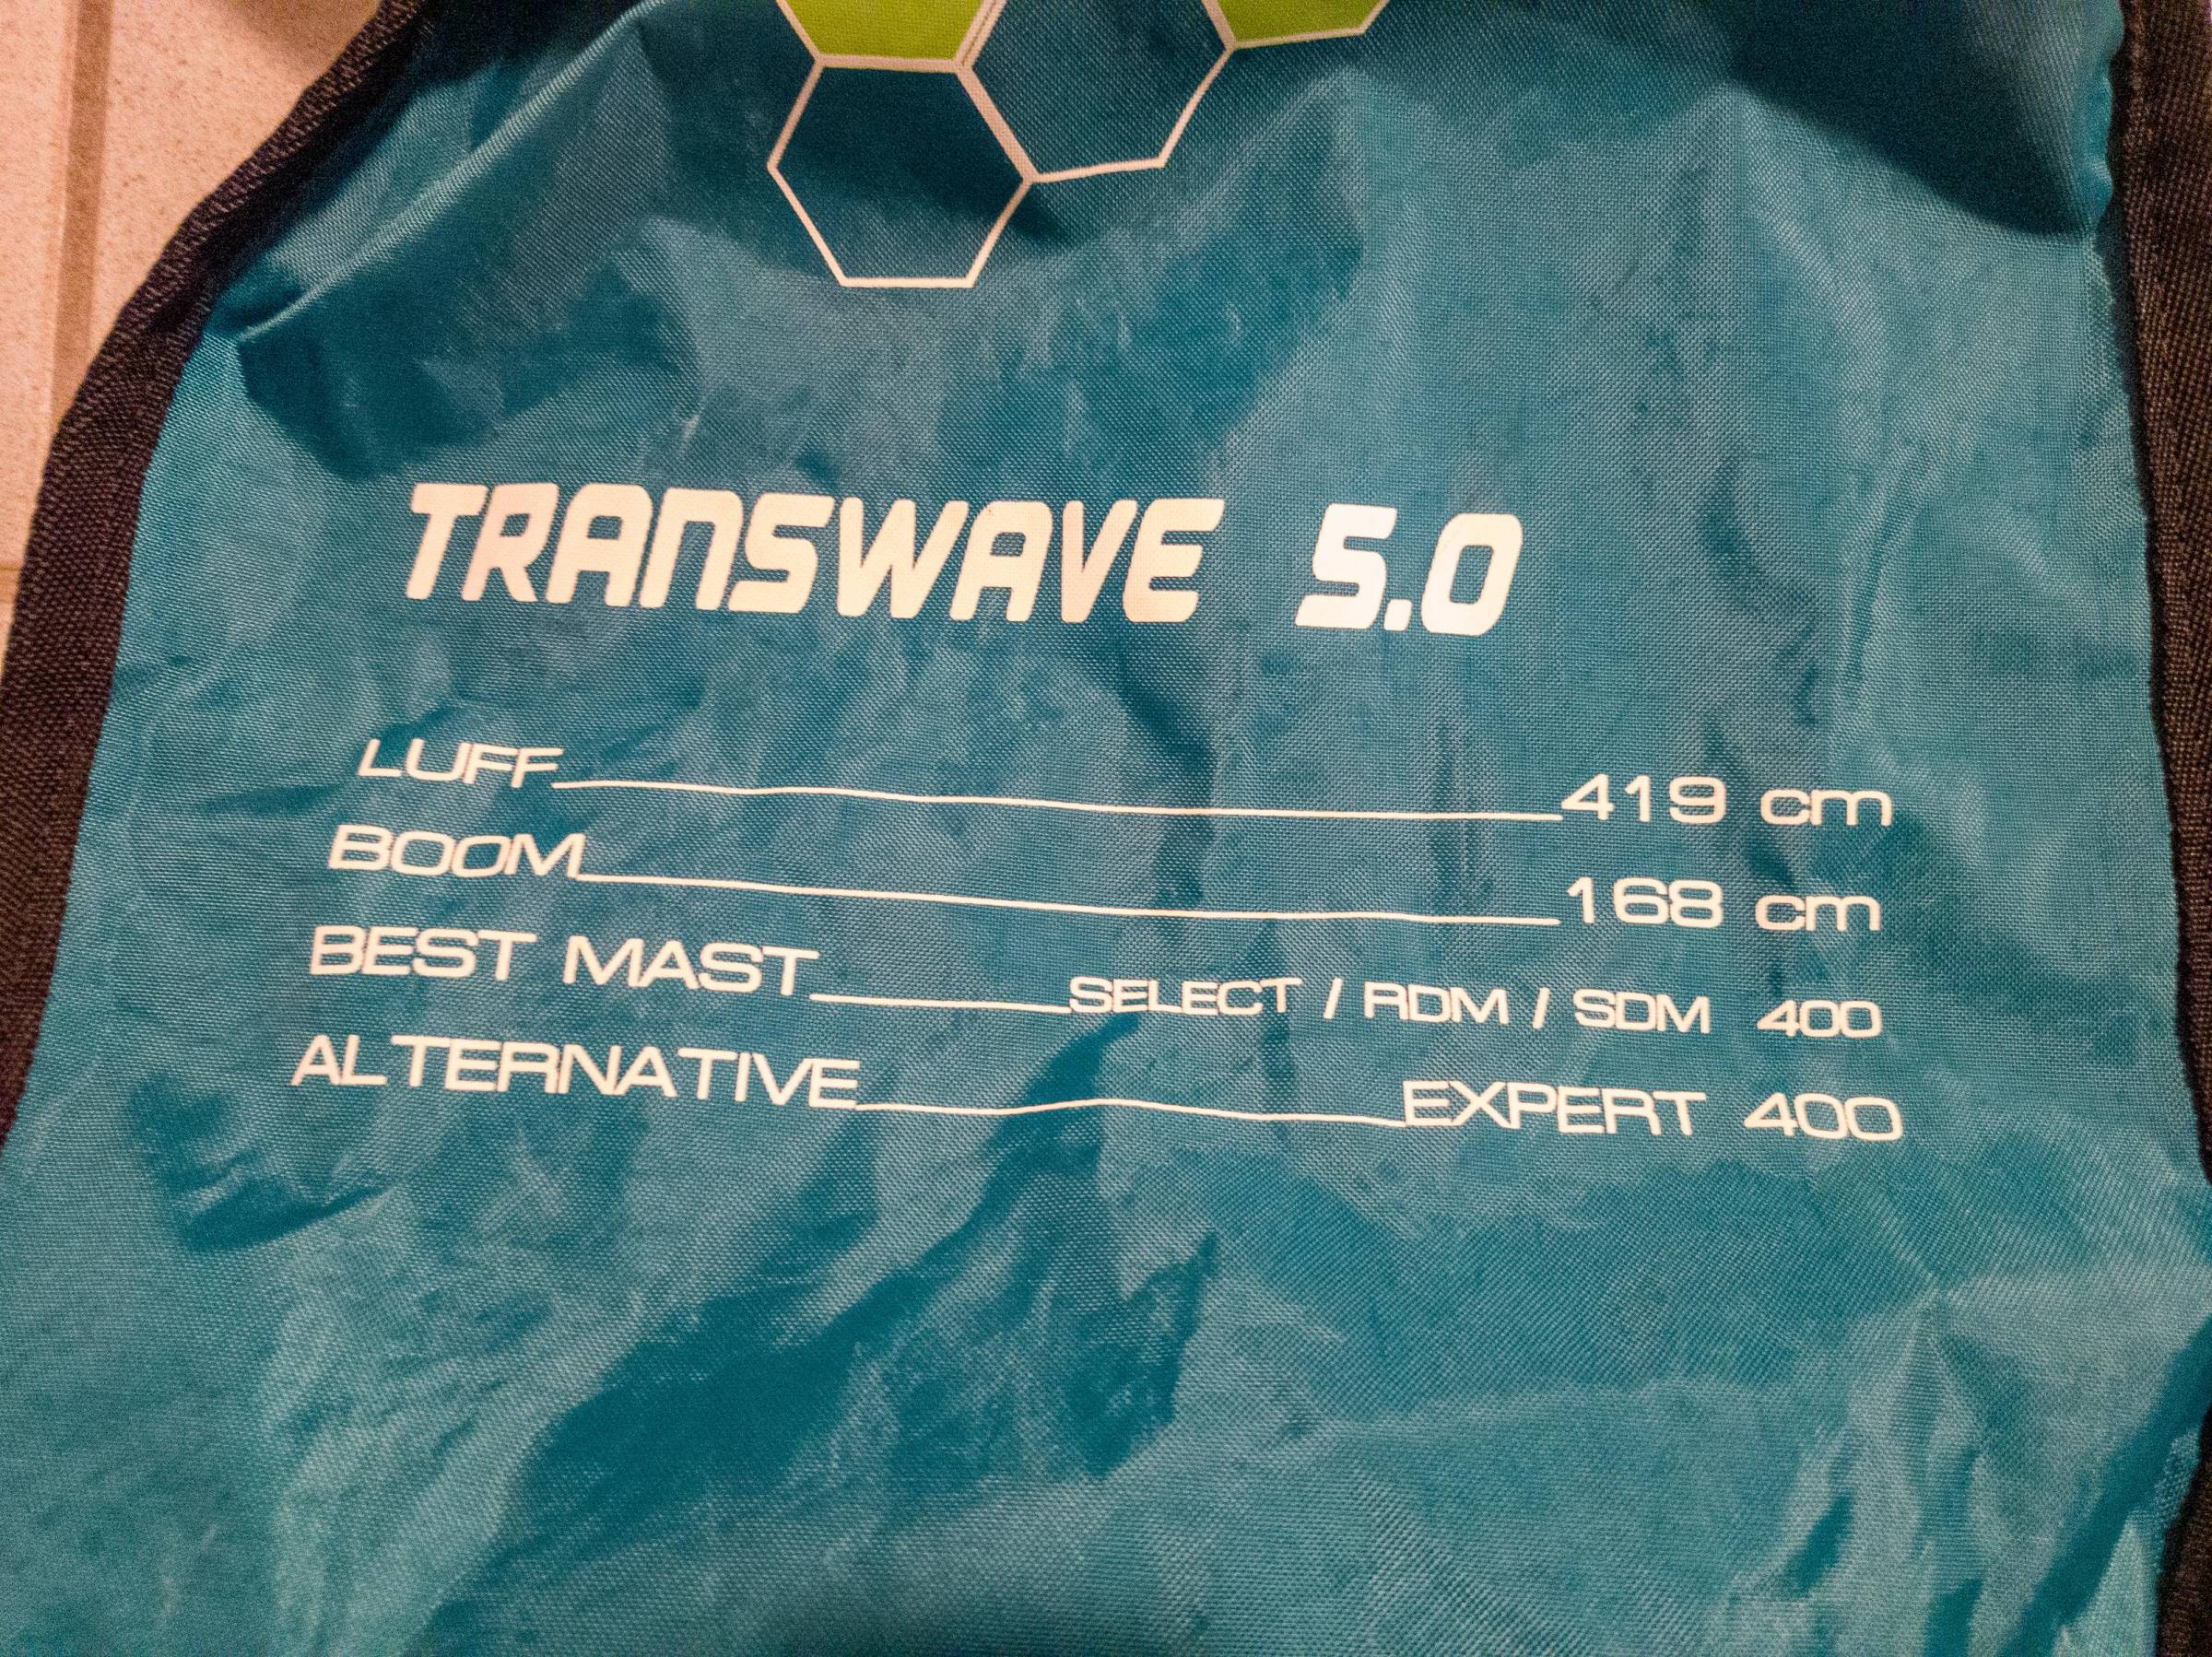 TRANSWAVE 5.0
LUFF 419 cm
BOOM 168 cm
BEST MAST SELECT / RDM / SDM 400
ALTERNATIVE EXPERT 400